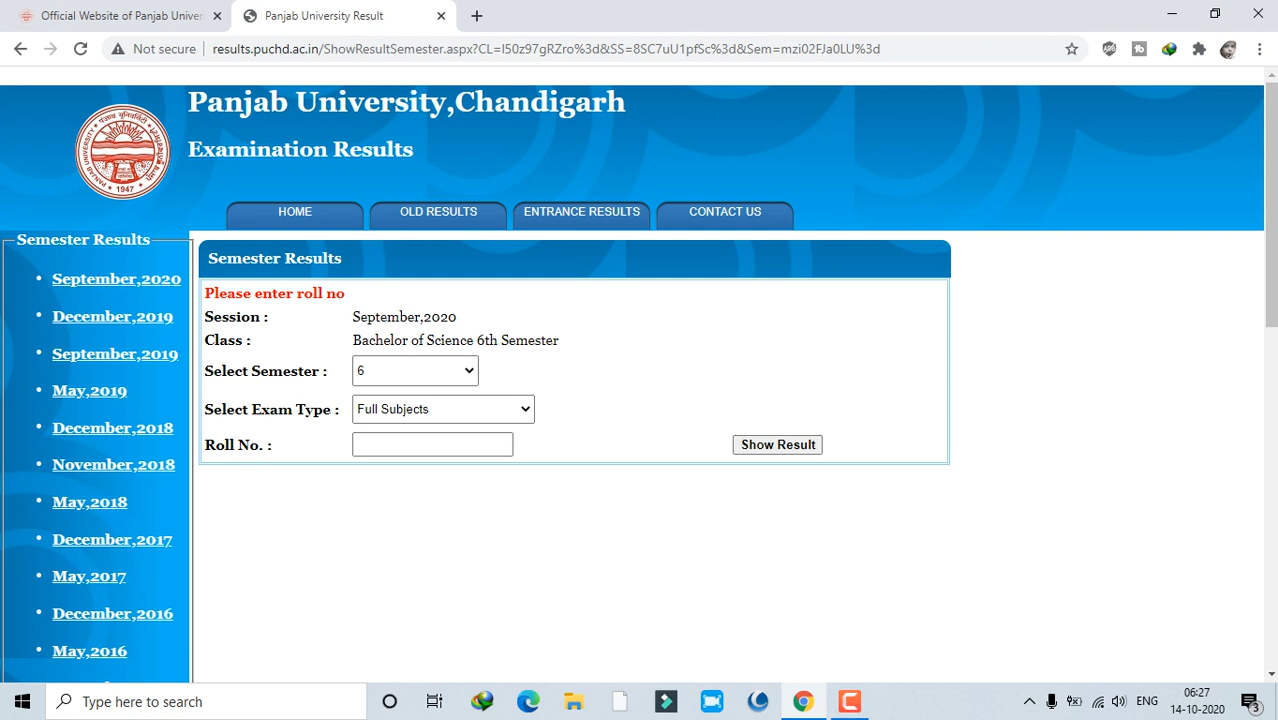 Official Website of Panjab Univer
Panjab University Result
Not secure
results.puchd.ac.in/ShowResultSemester.aspx?CL=I50z97gRZro%3d&SS=8SC7uU1pfSc%3d&Sem=mzi02FJa0LU%3d
Panjab University,Chandigarh
Examination Results
1947
HOME
OLD RESULTS
ENTRANCE RESULTS
CONTACT US
Semester Results
September,2020
December,2019
September,2019
May,2019
December,2018
November,2018
May,2018
December,2017
May,2017
December,2016
May,2016
Semester Results
Please enter roll no
Session : September,2020
Class : Bachelor of Science 6th Semester
Select Semester : 6
Select Exam Type : Full Subjects
Roll No. : Show Result
Type here to search
ENG
06:27
14-10-2020
3